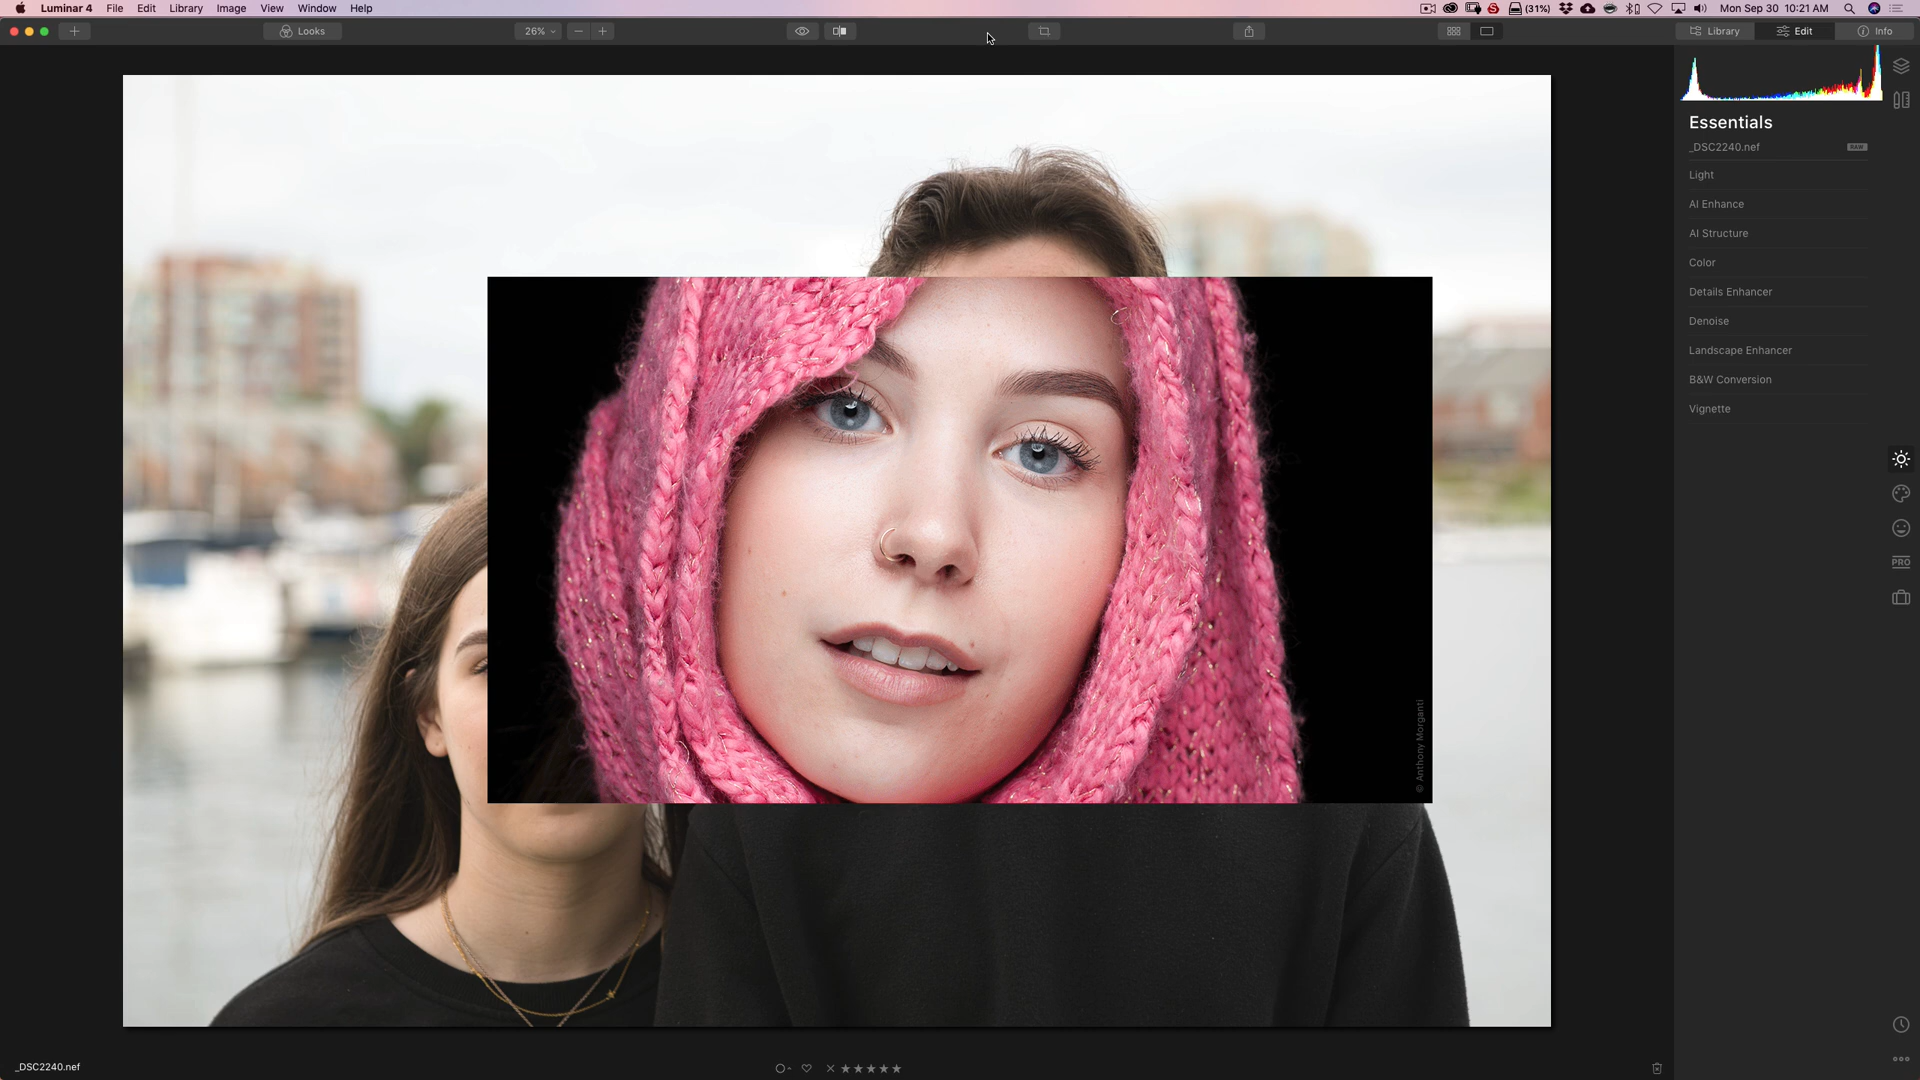 Luminar 4 File Edit Library Image View Window Help
(31%) Mon Sep 30 10:21 AM
Looks
26%
Library Edit Info
Essentials
_DSC2240.nef RAW
Light
AI Enhance
AI Structure
Color
Details Enhancer
Denoise
Landscape Enhancer
B&W Conversion
Vignette
PRO
© Anthony Morganti
_DSC2240.nef